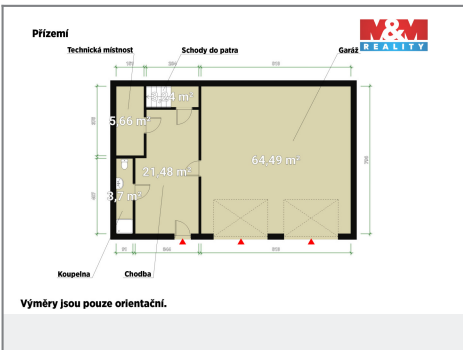 Přízemí
M&M
REALITY
Technická místnost
Schody do patra
Garáž
5,66 m²
21,48 m²
64,49 m²
3,7 m²
Koupelna
Chodba
Výměry jsou pouze orientační.